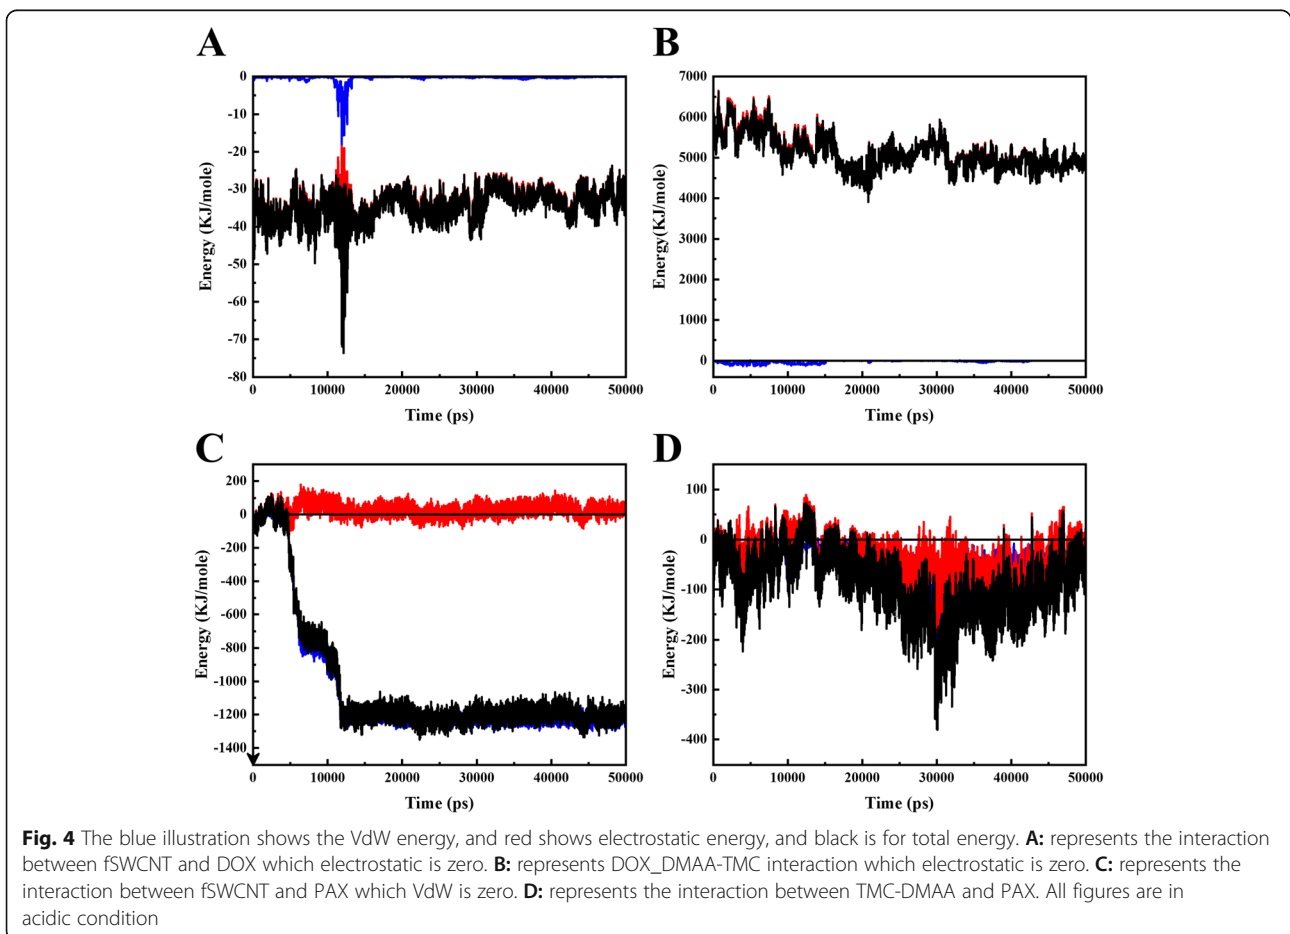 A
B
0
-10
-20
-30
-40
-50
-60
-70
-80
Energy (KJ/mole)
0 10000 20000 30000 40000 50000
Time (ps)
7000
6000
5000
4000
3000
2000
1000
0
Energy(KJ/mole)
0 10000 20000 30000 40000 50000
Time (ps)
C
D
200
0
-200
-400
-600
-800
-1000
-1200
-1400
Energy (KJ/mole)
0 10000 20000 30000 40000 50000
Time (ps)
100
0
-100
-200
-300
-400
Energy (KJ/mole)
0 10000 20000 30000 40000 50000
Time (ps)
Fig. 4 The blue illustration shows the VdW energy, and red shows electrostatic energy, and black is for total energy. A: represents the interaction
between fSWCNT and DOX which electrostatic is zero. B: represents DOX_DMAA-TMC interaction which electrostatic is zero. C: represents the
interaction between fSWCNT and PAX which VdW is zero. D: represents the interaction between TMC-DMAA and PAX. All figures are in
acidic condition